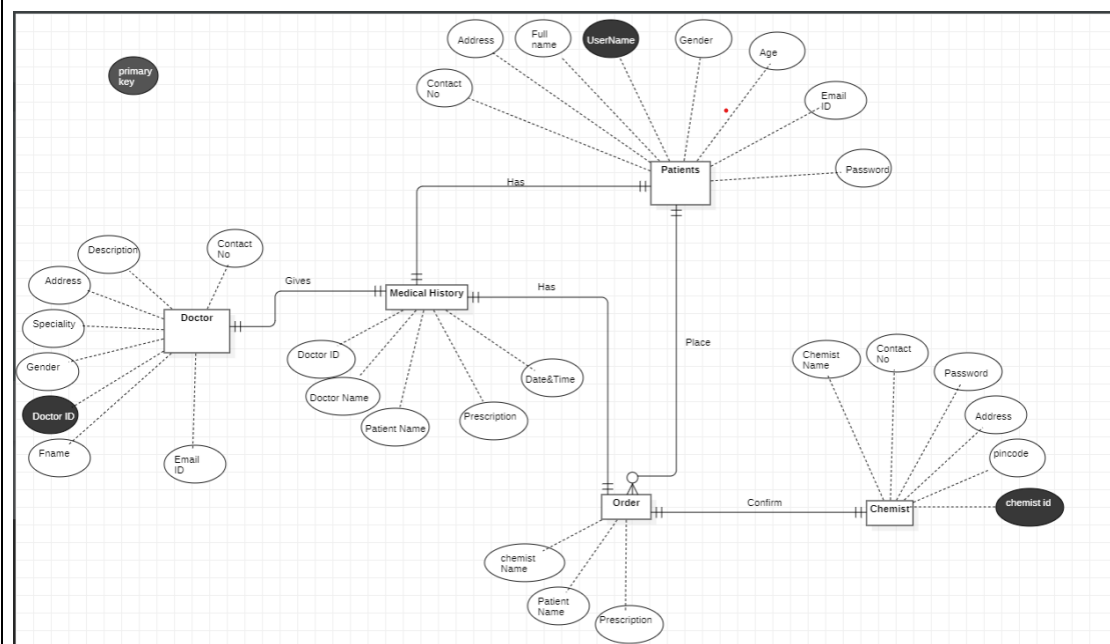 primary
key
Address
Full
name
UserName
Gender
Age
Contact
No
Email
ID
Password
Patients
Has
Description
Contact
No
Address
Gives
Medical History
Has
Doctor
Speciality
Gender
Doctor ID
Fname
Email
ID
Doctor ID
Doctor Name
Patient Name
Prescription
Date&Time
Place
Chemist
Name
Contact
No
Password
Address
pincode
chemist id
Chemist
Confirm
Order
chemist
Name
Patient
Name
Prescription